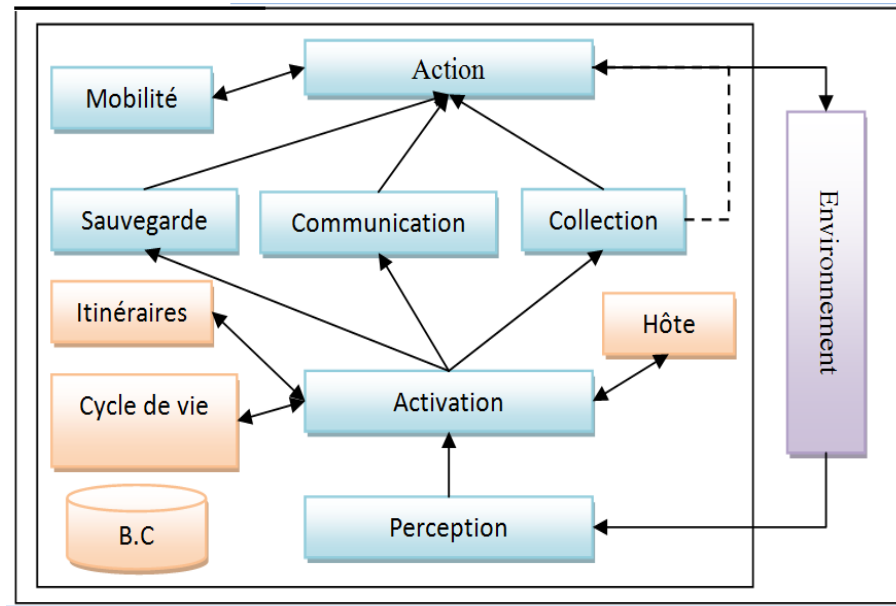 Action
Mobilité
Sauvegarde
Communication
Collection
Environnement
Itinéraires
Hôte
Cycle de vie
Activation
B.C
Perception